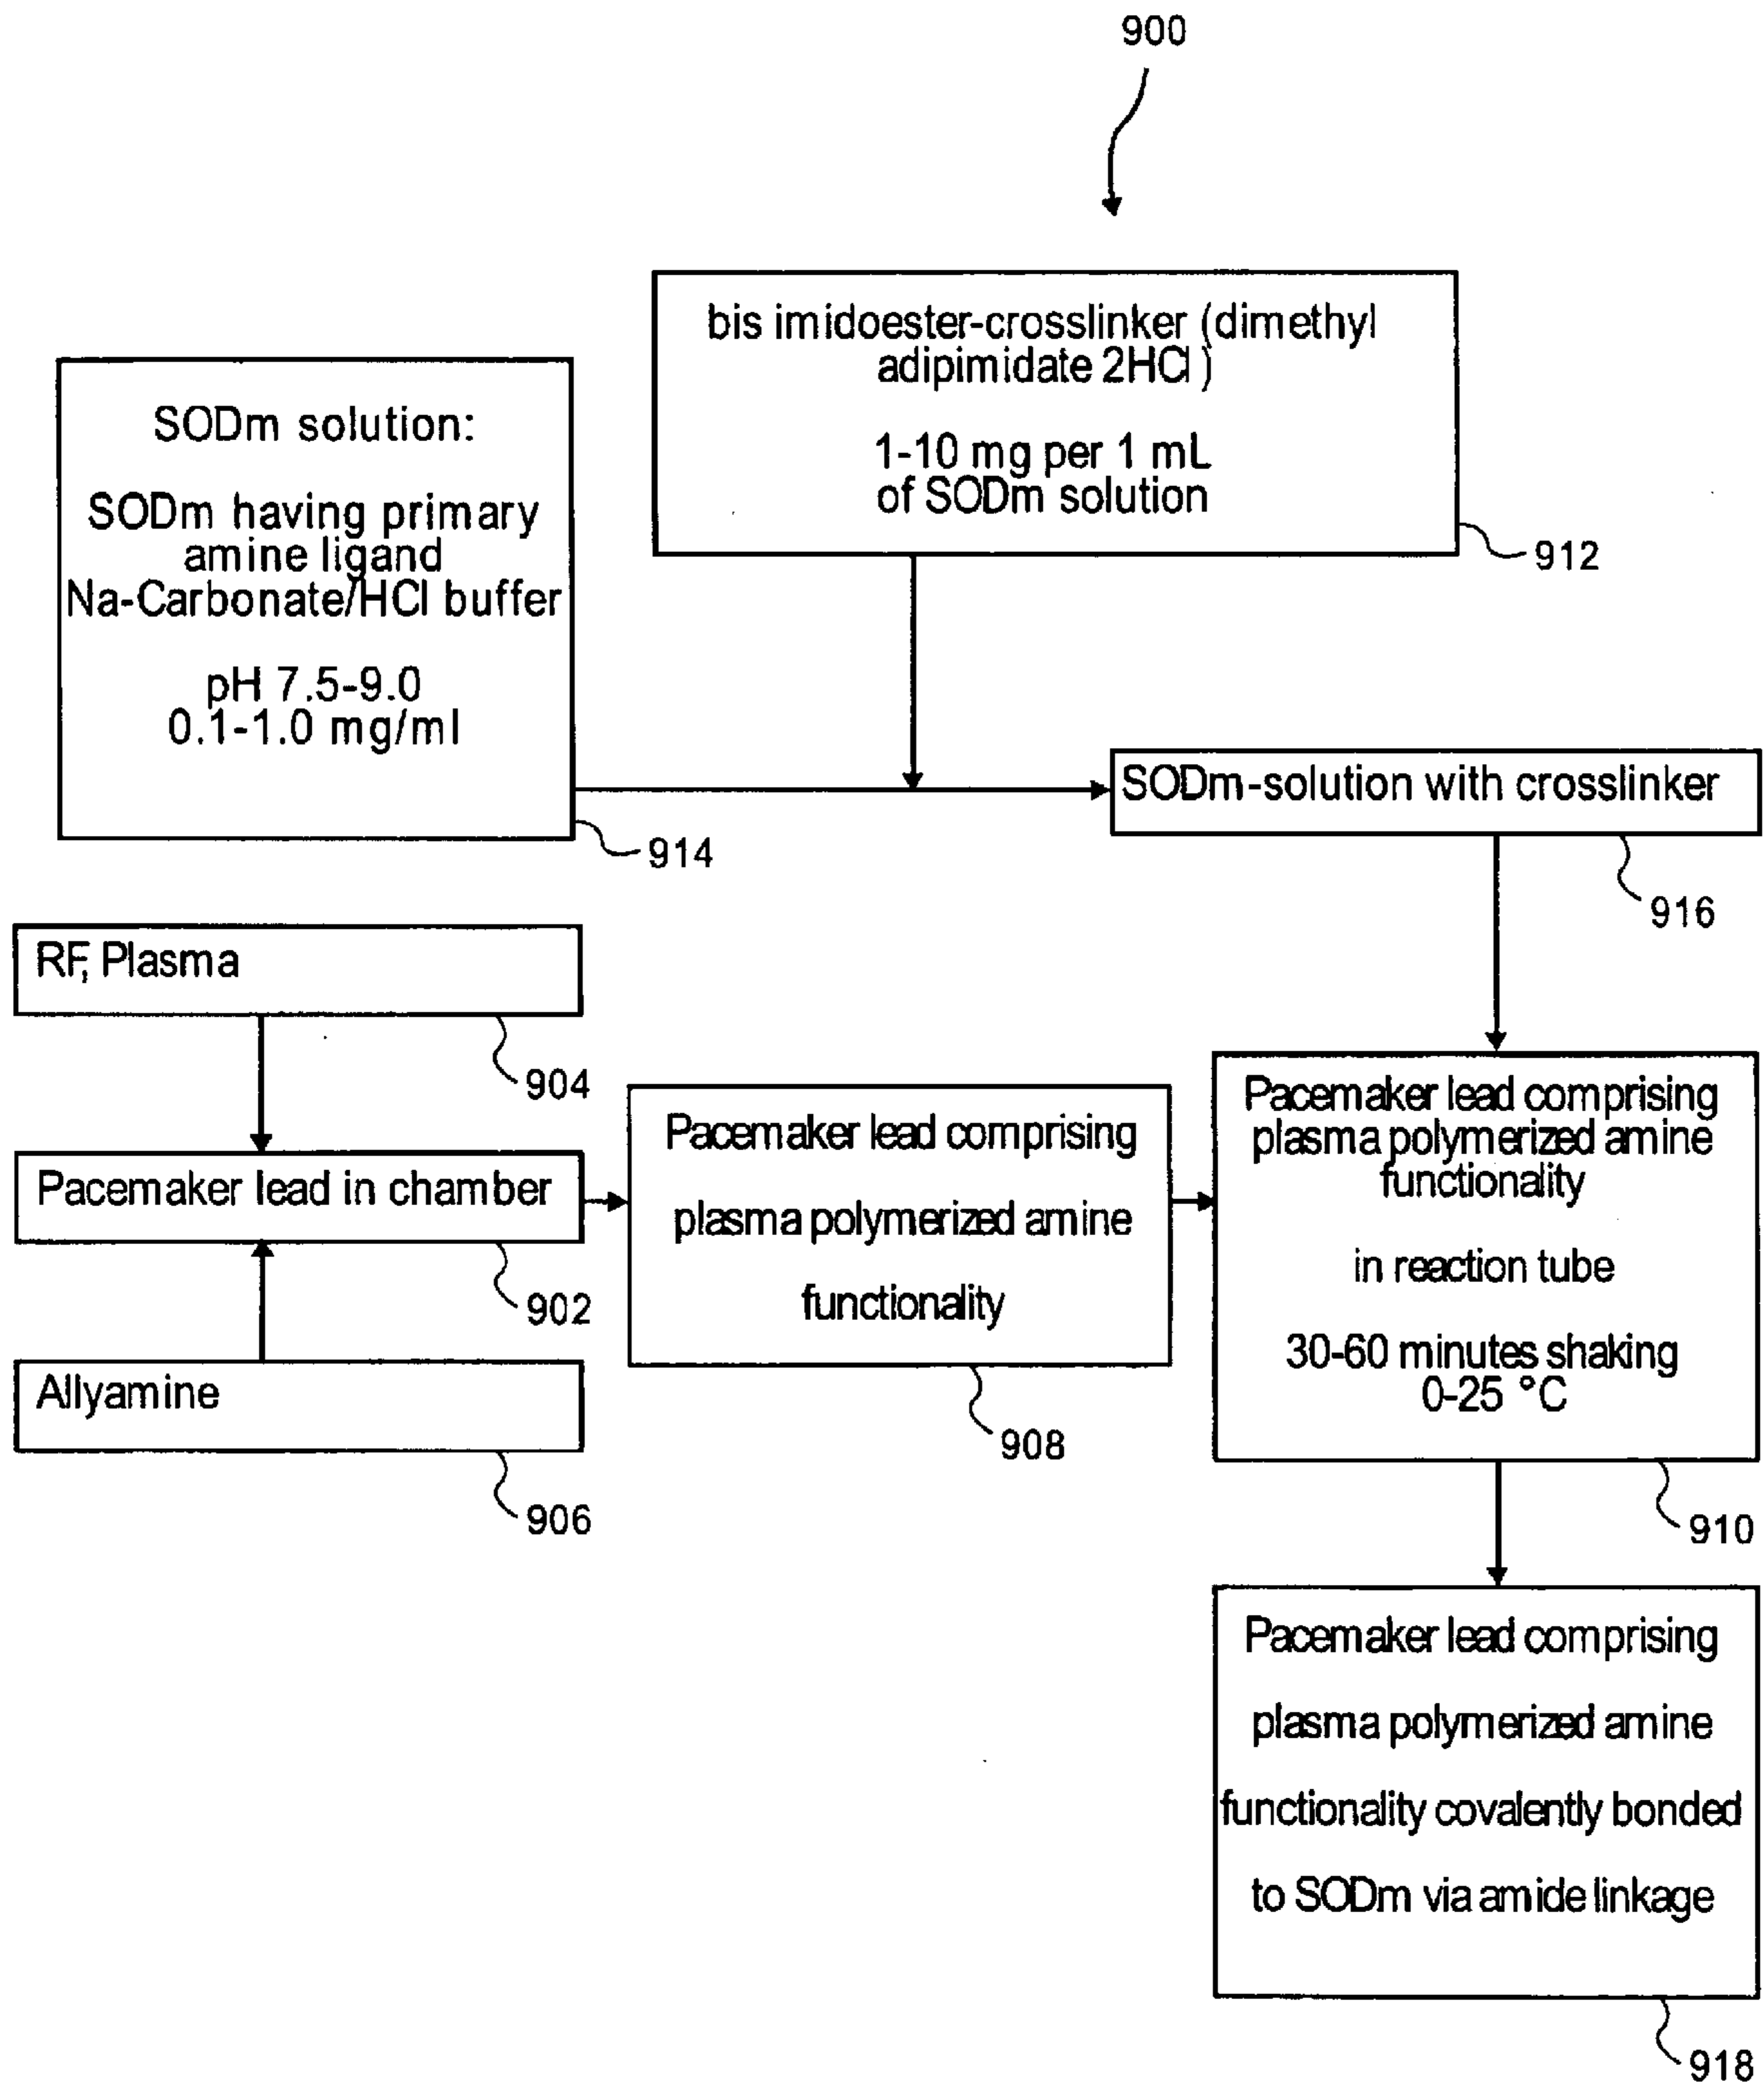 900
bis imidoester-crosslinker (dimethyl
adipimidate 2HCl )
1-10 mg per 1 mL
of SODm solution
912
SODm solution:
SODm having primary
amine ligand
Na-Carbonate/HCl buffer
pH 7.5-9.0
0.1-1.0 mg/ml
914
SODm-solution with crosslinker
916
RF, Plasma
904
Pacemaker lead in chamber
902
Allyamine
906
Pacemaker lead comprising
plasma polymerized amine
functionality
908
Pacemaker lead comprising
plasma polymerized amine
functionality
in reaction tube
30-60 minutes shaking
0-25 °C
910
Pacemaker lead comprising
plasma polymerized amine
functionality covalently bonded
to SODm via amide linkage
918